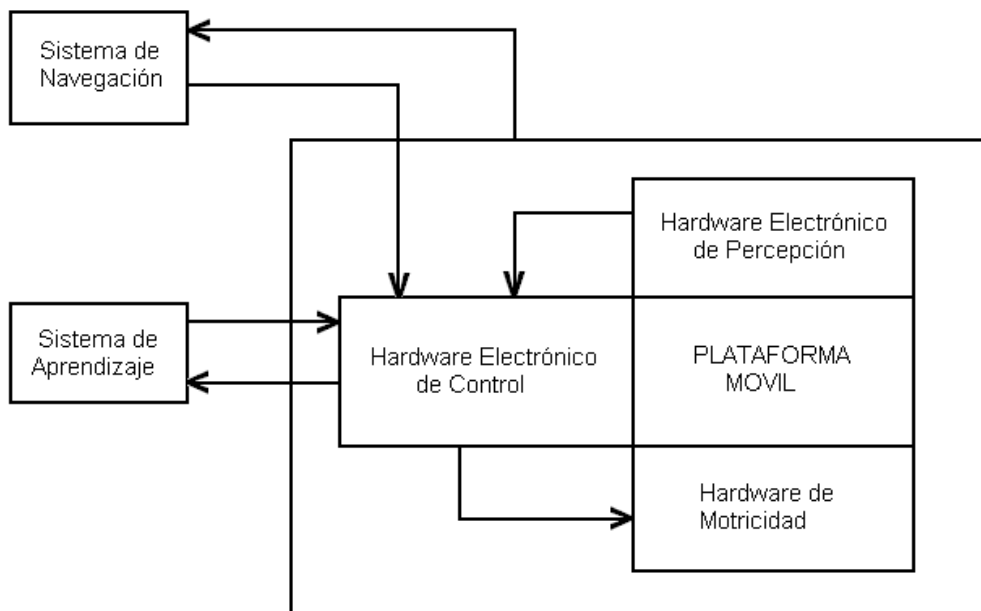 Sistema de
Navegación
Hardware Electrónico
de Percepción
Sistema de
Aprendizaje
Hardware Electrónico
de Control
PLATAFORMA
MOVIL
Hardware de
Motricidad